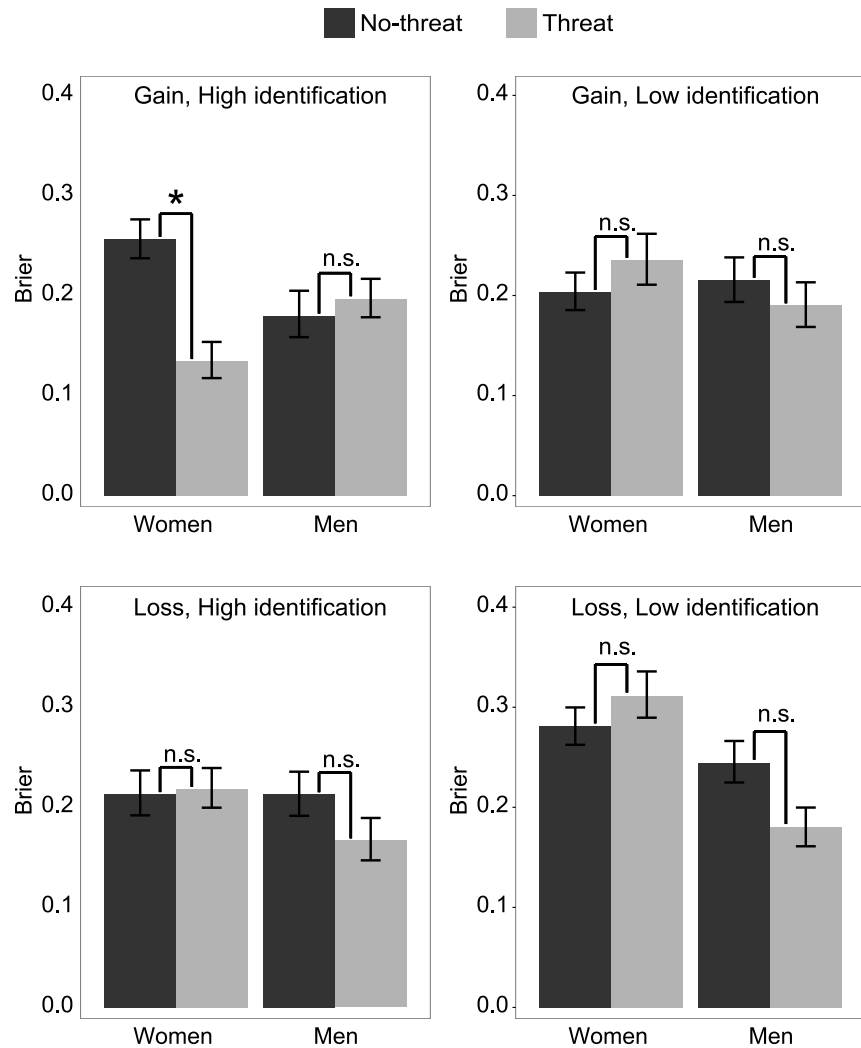 No-threat Threat
Gain, High identification
0.4
0.3
0.2
0.1
0.0
Brier
*
n.s.
Women Men
Gain, Low identification
0.4
0.3
0.2
0.1
0.0
Brier
n.s.
n.s.
Women Men
Loss, High identification
0.4
0.3
0.2
0.1
0.0
Brier
n.s.
n.s.
Women Men
Loss, Low identification
0.4
0.3
0.2
0.1
0.0
Brier
n.s.
n.s.
Women Men